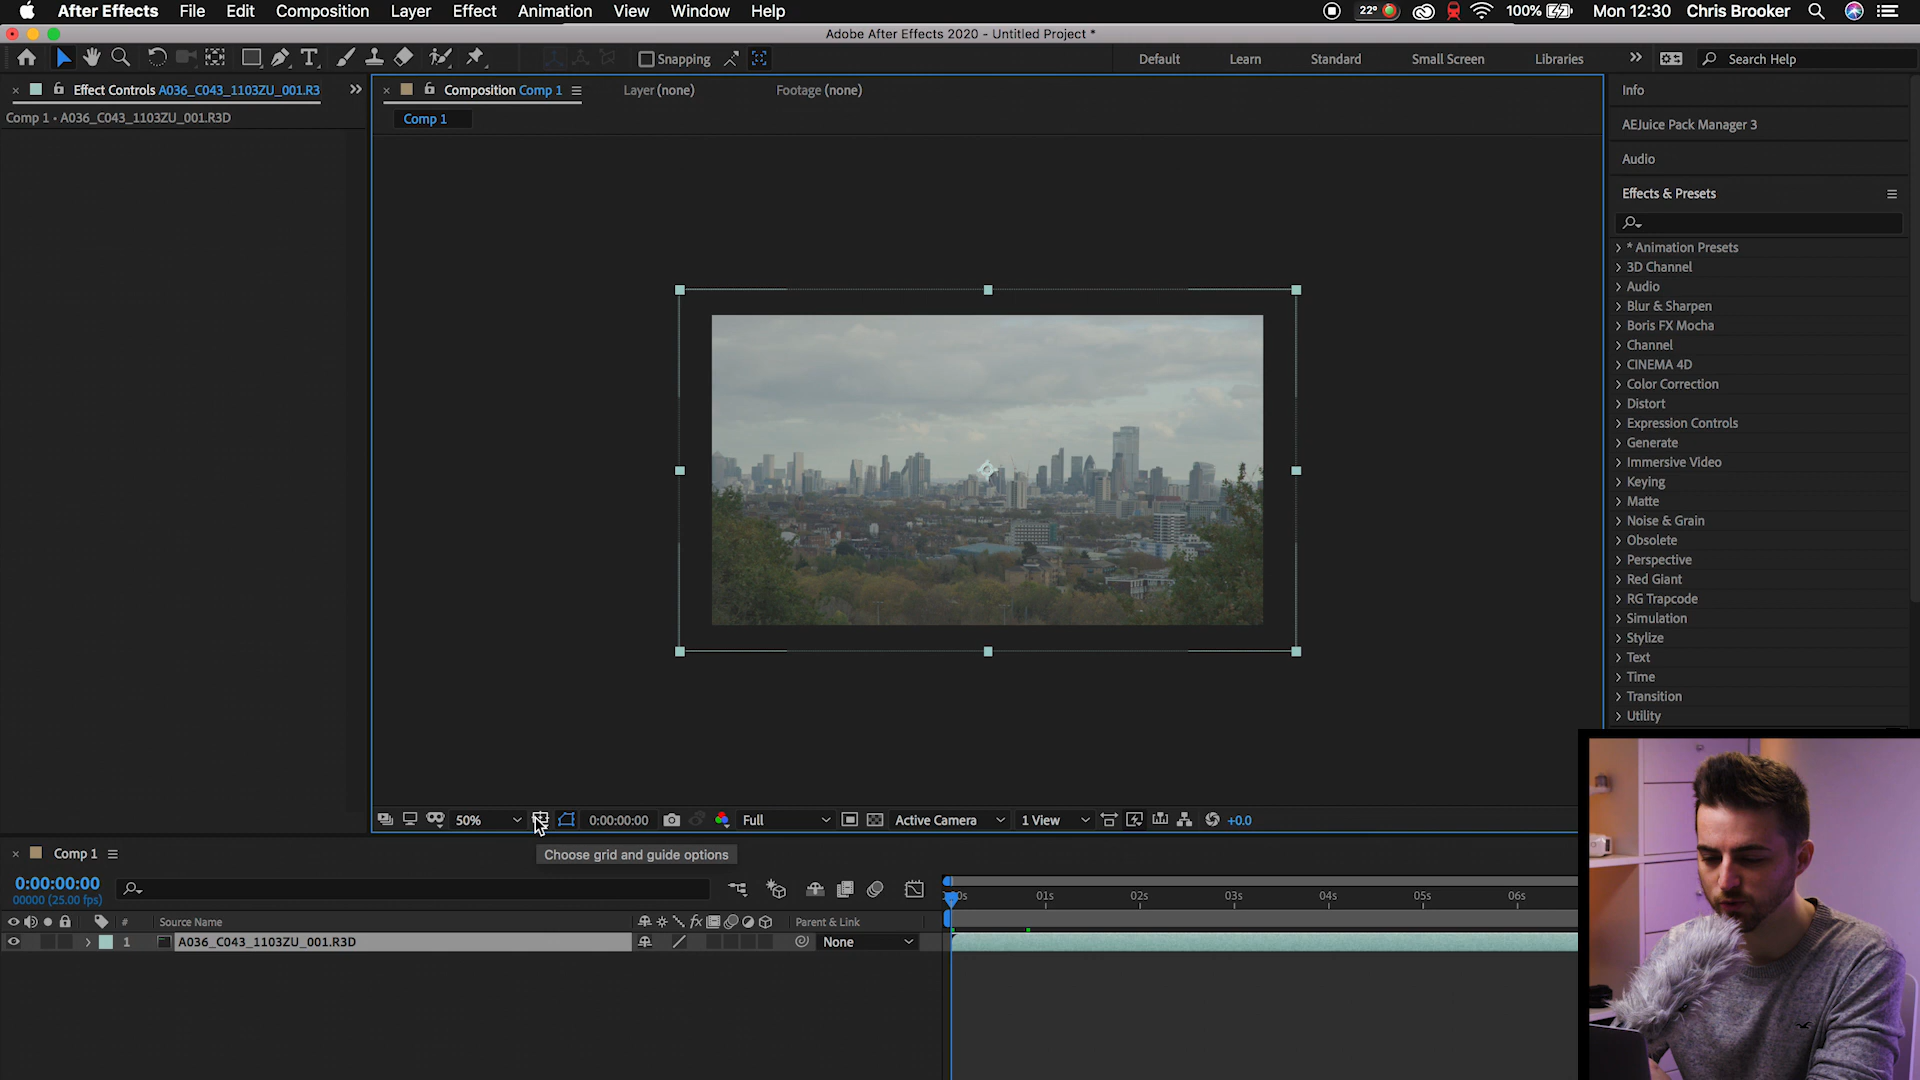 After Effects File Edit Composition Layer Effect Animation View Window Help 22° 100% Mon 12:30 Chris Brooker
Adobe After Effects 2020 - Untitled Project *
Snapping Default Learn Standard Small Screen Libraries Search Help
Effect Controls A036_C043_1103ZU_001.R3
Comp 1 • A036_C043_1103ZU_001.R3D
Composition Comp 1 Layer (none) Footage (none)
Comp 1
Info
AEJuice Pack Manager 3
Audio
Effects & Presets
* Animation Presets
3D Channel
Audio
Blur & Sharpen
Boris FX Mocha
Channel
CINEMA 4D
Color Correction
Distort
Expression Controls
Generate
Immersive Video
Keying
Matte
Noise & Grain
Obsolete
Perspective
Red Giant
RG Trapcode
Simulation
Stylize
Text
Time
Transition
Utility
50% 0:00:00:00 Full Active Camera 1 View +0.0
Choose grid and guide options
Comp 1
0:00:00:00
00000 (25.00 fps)
01s 02s 03s 04s 05s 06s
# Source Name fx Parent & Link
1 A036_C043_1103ZU_001.R3D None